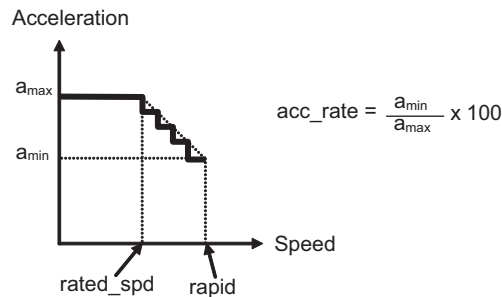 Acceleration
amax
acc_rate = amin/amax x 100
amin
Speed
rated_spd
rapid